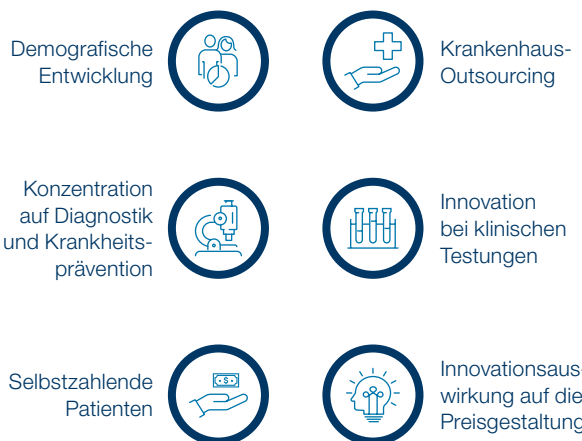 Demografische
Entwicklung
Krankenhaus-
Outsourcing
Konzentration
auf Diagnostik
und Krankheits-
prävention
Innovation
bei klinischen
Testungen
Selbstzahlende
Patienten
$
Innovationsaus-
wirkung auf die
Preisgestaltung